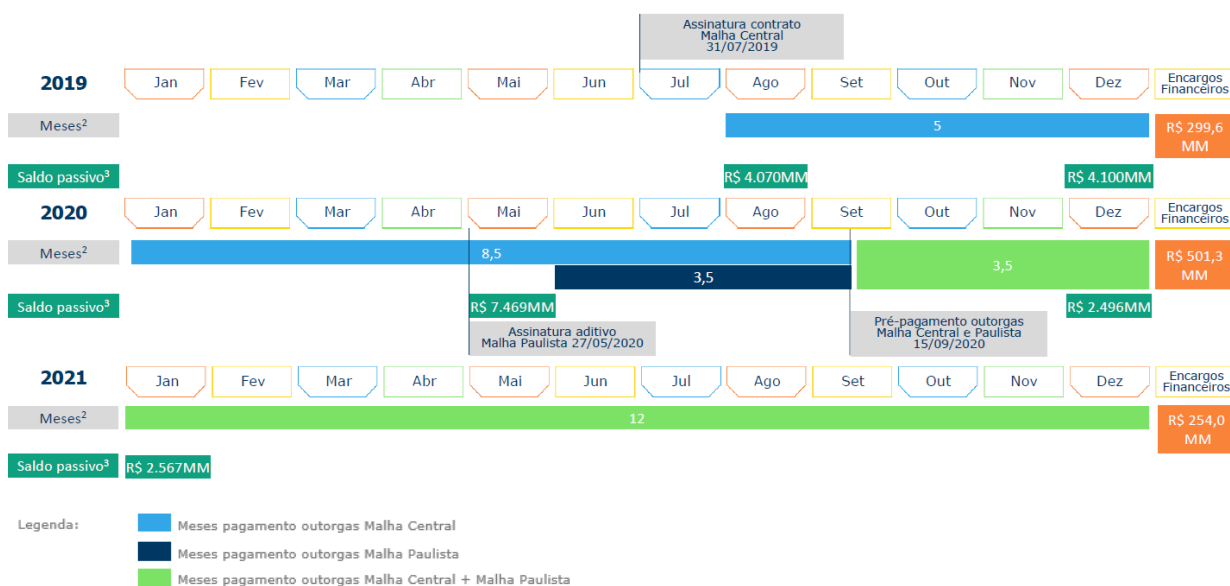 Assinatura contrato
Malha Central
31/07/2019
2019 Jan Fev Mar Abr Mai Jun Jul Ago Set Out Nov Dez Encargos
Financeiros
Meses² 5 R$ 299,6
MM
Saldo passivo³ R$ 4.070MM R$ 4.100MM
2020 Jan Fev Mar Abr Mai Jun Jul Ago Set Out Nov Dez Encargos
Financeiros
Meses² 8,5 3,5 3,5 R$ 501,3
MM
Saldo passivo³ R$ 7.469MM R$ 2.496MM
Assinatura aditivo
Malha Paulista 27/05/2020
Pré-pagamento outorgas
Malha Central e Paulista
15/09/2020
2021 Jan Fev Mar Abr Mai Jun Jul Ago Set Out Nov Dez Encargos
Financeiros
Meses² 12 R$ 254,0
MM
Saldo passivo³ R$ 2.567MM
Legenda:
Meses pagamento outorgas Malha Central
Meses pagamento outorgas Malha Paulista
Meses pagamento outorgas Malha Central + Malha Paulista